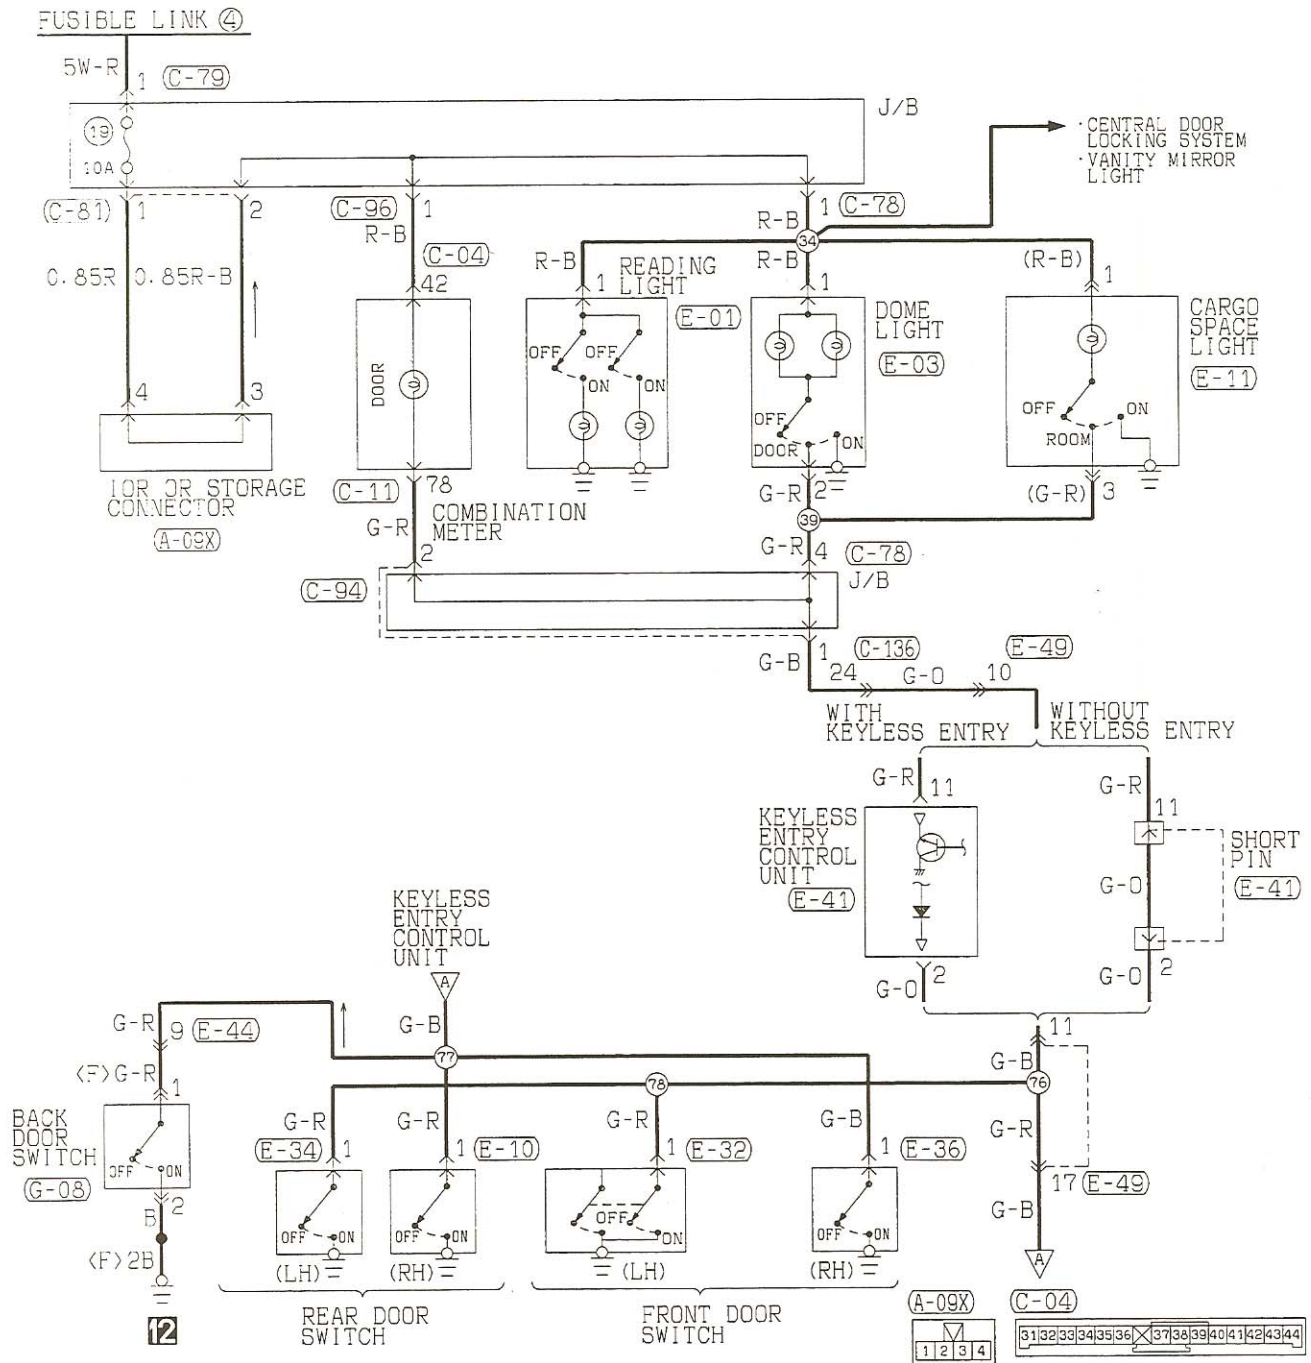 FUSIBLE LINK ④
5W-R
1
C-79
J/B
19
10A
·CENTRAL DOOR
LOCKING SYSTEM
·VANITY MIRROR
LIGHT
C-81
1
2
C-96
1
R-B
1
C-78
R-B
34
0.85R
0.85R-B
C-04
42
R-B
1
READING
LIGHT
E-01
R-B
1
DOME
LIGHT
E-03
(R-B)
1
CARGO
SPACE
LIGHT
E-11
DOOR
OFF
OFF
ON
OFF
DOOR
ON
OFF
ROOM
ON
4
3
IOR OR STORAGE
CONNECTOR
A-09X
C-11
78
G-R
COMBINATION
METER
2
G-R
2
39
(G-R)
3
G-R
4
C-78
J/B
C-94
G-B
1
24
C-136
G-O
10
E-49
WITH
KEYLESS ENTRY
WITHOUT
KEYLESS ENTRY
G-R
11
G-R
11
KEYLESS
ENTRY
CONTROL
UNIT
E-41
SHORT
PIN
E-41
G-O
G-O
2
G-O
2
KEYLESS
ENTRY
CONTROL
UNIT
A
G-B
77
G-R
9
E-44
<F>G-R
1
BACK
DOOR
SWITCH
G-08
OFF
ON
B
2
<F>2B
12
11
G-B
76
78
G-R
1
E-34
G-R
1
E-10
G-R
1
E-32
G-B
1
E-36
G-R
17
E-49
G-B
A
OFF
ON
OFF
ON
OFF
ON
OFF
ON
(LH)
(RH)
(LH)
(RH)
REAR DOOR
SWITCH
FRONT DOOR
SWITCH
A-09X
1 2 3 4
C-04
31 32 33 34 35 36 37 38 39 40 41 42 43 44